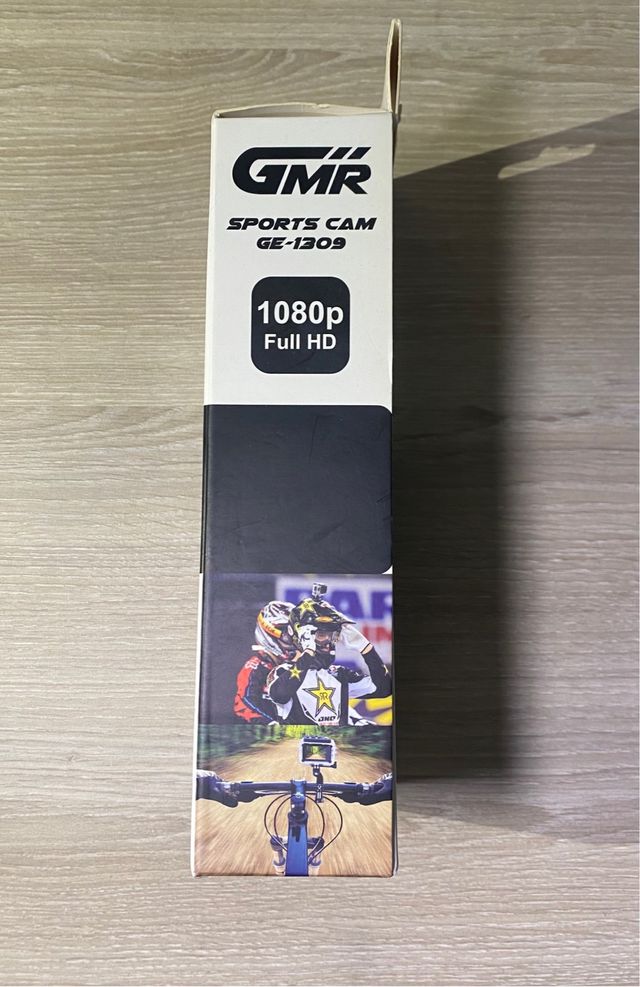 GMR
SPORTS CAM
GE-1309
1080p
Full HD